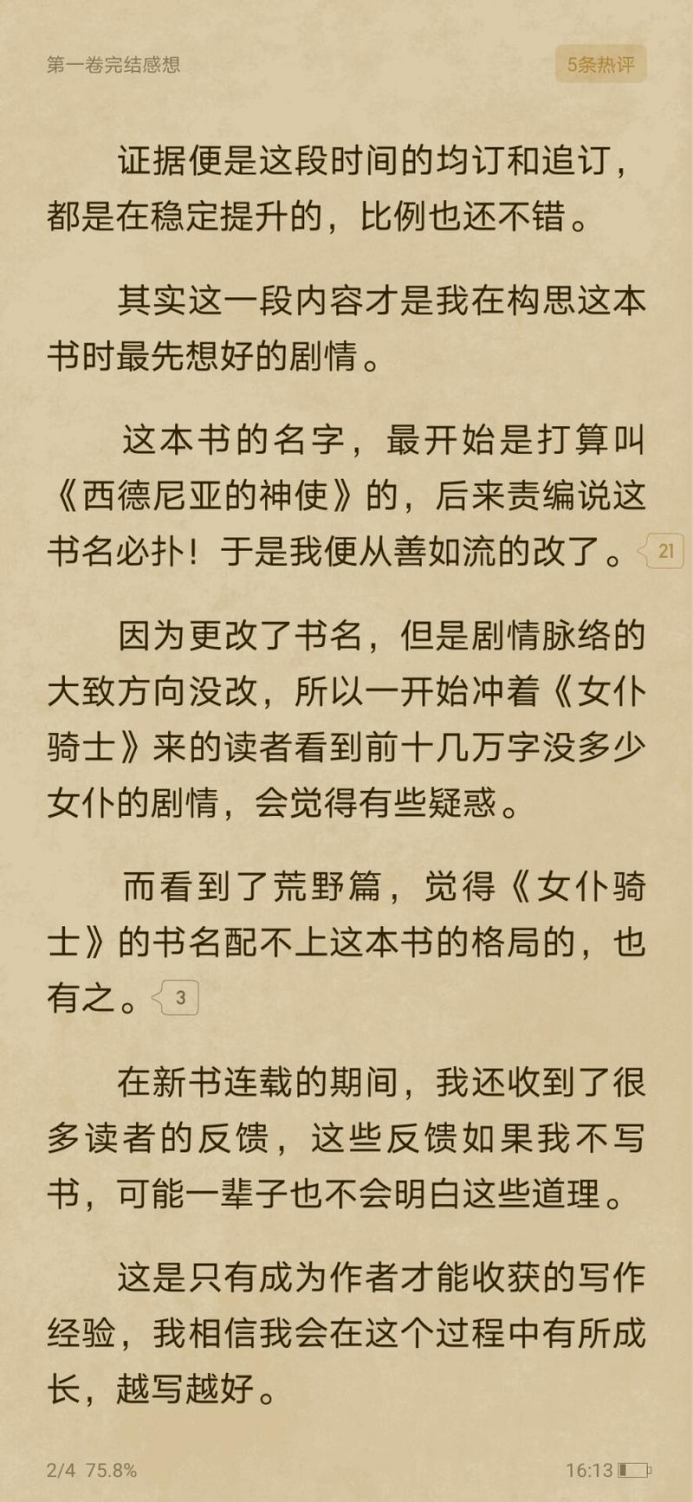 第一卷完结感想
5条热评
证据便是这段时间的均订和追订，
都是在稳定提升的，比例也还不错。
其实这一段内容才是我在构思这本
书时最先想好的剧情。
这本书的名字，最开始是打算叫
《西德尼亚的神使》的，后来责编说这
书名必扑！于是我便从善如流的改了。
21
因为更改了书名，但是剧情脉络的
大致方向没改，所以一开始冲着《女仆
骑士》来的读者看到前十几万字没多少
女仆的剧情，会觉得有些疑惑。
而看到了荒野篇，觉得《女仆骑
士》的书名配不上这本书的格局的，也
有之。
3
在新书连载的期间，我还收到了很
多读者的反馈，这些反馈如果我不写
书，可能一辈子也不会明白这些道理。
这是只有成为作者才能收获的写作
经验，我相信我会在这个过程中有所成
长，越写越好。
2/4 75.8%
16:13